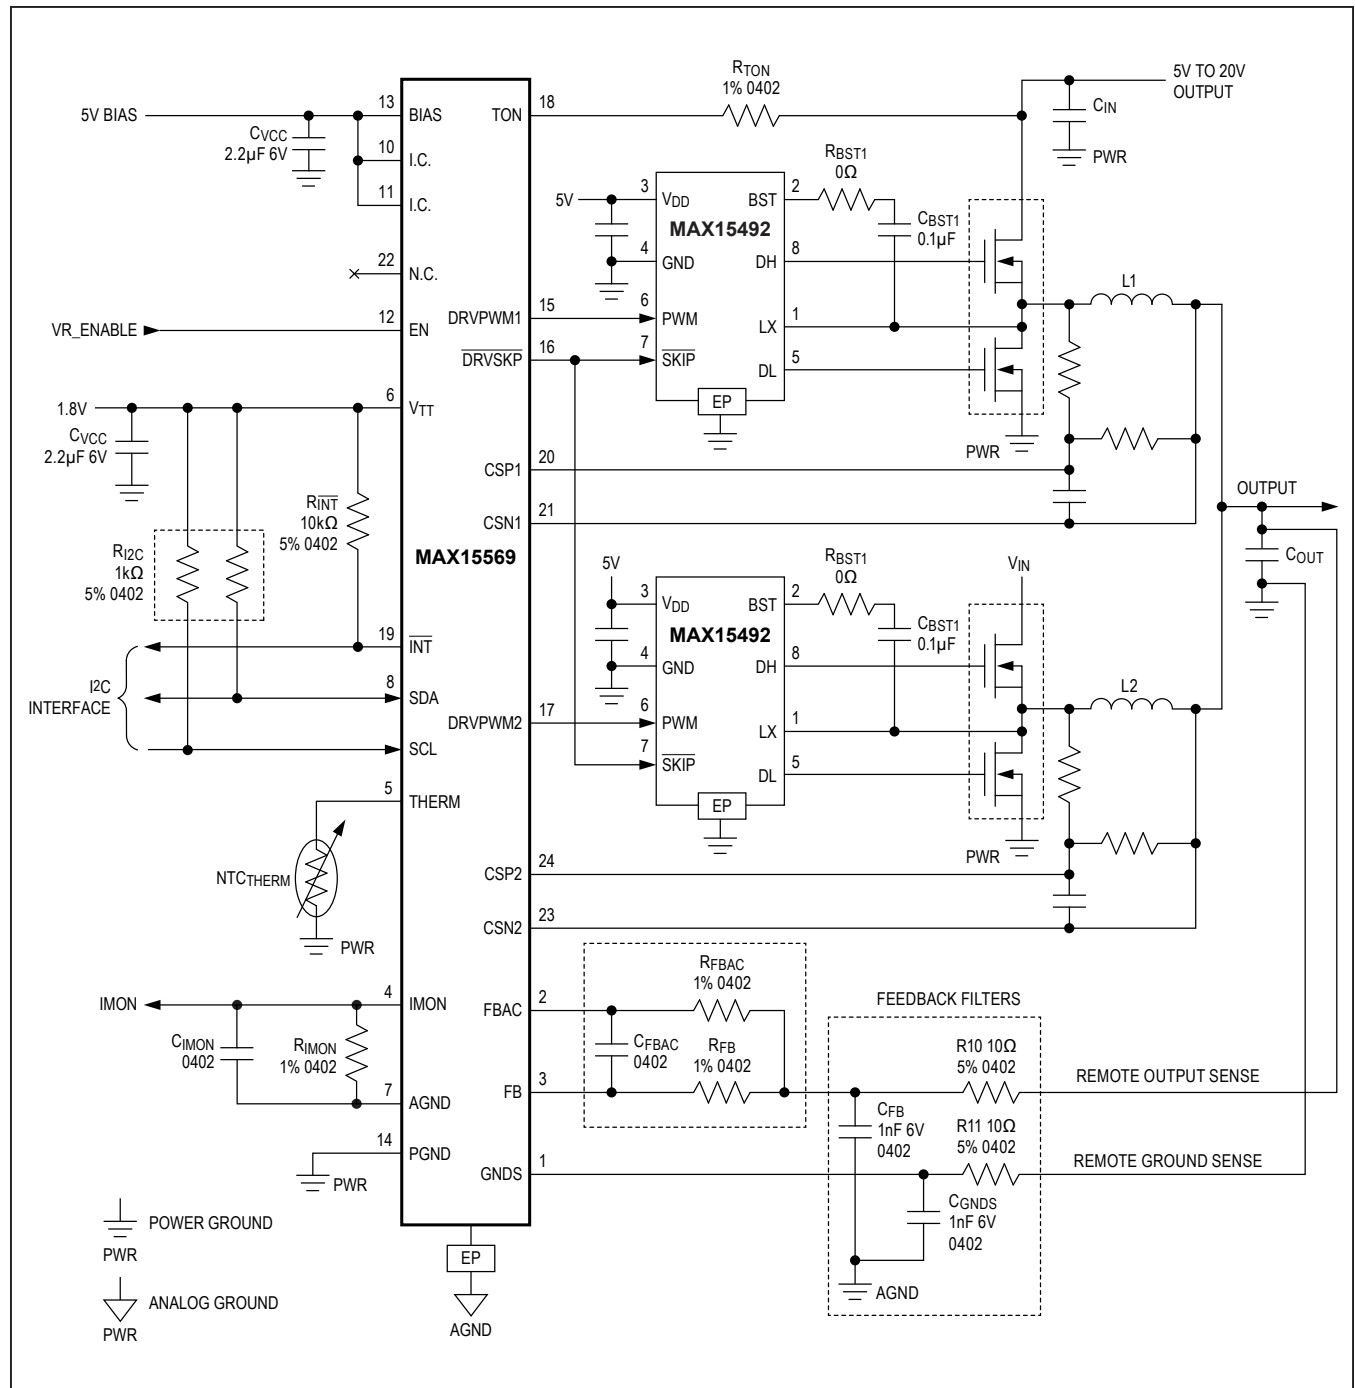 5V BIAS
CVCC
2.2µF 6V
13
BIAS
10
I.C.
11
I.C.
22
N.C.
VR_ENABLE
12
EN
1.8V
6
VTT
CVCC
2.2µF 6V
RINT
10kΩ
5% 0402
RI2C
1kΩ
5% 0402
MAX15569
19
INT
I2C
INTERFACE
8
SDA
SCL
5
THERM
NTCTHERM
PWR
IMON
4
IMON
CIMON
0402
RIMON
1% 0402
7
AGND
14
PGND
PWR
POWER GROUND
PWR
ANALOG GROUND
PWR
EP
AGND
TON
18
RTON
1% 0402
5V TO 20V
OUTPUT
CIN
PWR
5V
3
VDD
MAX15492
BST
2
RBST1
0Ω
CBST1
0.1µF
4
GND
DH
8
DRVPWM1
15
6
PWM
LX
1
DRVSKP
16
7
SKIP
DL
5
EP
PWR
L1
CSP1
20
CSN1
21
OUTPUT
COUT
5V
3
VDD
MAX15492
BST
2
RBST1
0Ω
CBST1
0.1µF
VIN
4
GND
DH
8
DRVPWM2
17
6
PWM
LX
1
7
SKIP
DL
5
EP
PWR
L2
CSP2
24
CSN2
23
FBAC
2
RFBAC
1% 0402
CFBAC
0402
RFB
1% 0402
FB
3
FEEDBACK FILTERS
R10 10Ω
5% 0402
REMOTE OUTPUT SENSE
CFB
1nF 6V
0402
R11 10Ω
5% 0402
GNDS
1
REMOTE GROUND SENSE
CGNDS
1nF 6V
0402
AGND